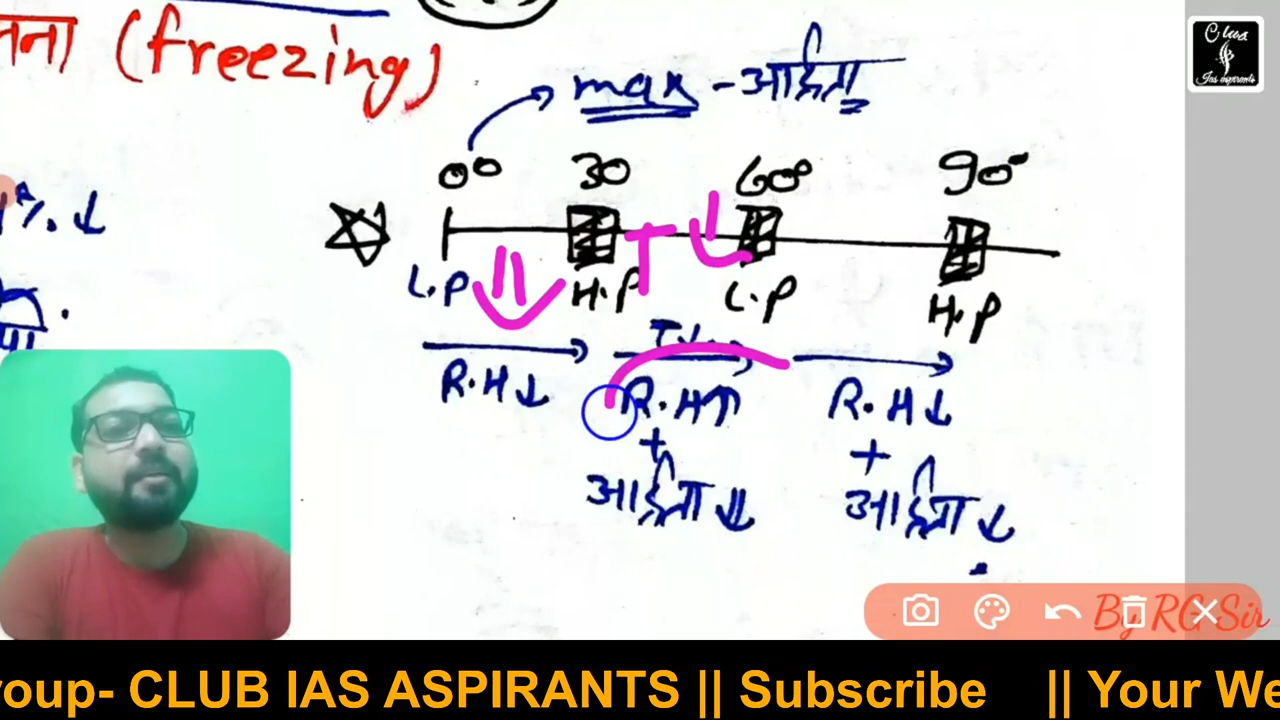 (freezing)
max - आर्द्रता
0° 30 60° 90°
L.P H.P L.P H.P
R.H↓ R.H↑ R.H↓
+ +
आर्द्रता ↓ आर्द्रता ↓
% ↓
Club
Ias aspirants
By RG Sir
roup- CLUB IAS ASPIRANTS || Subscribe || Your We